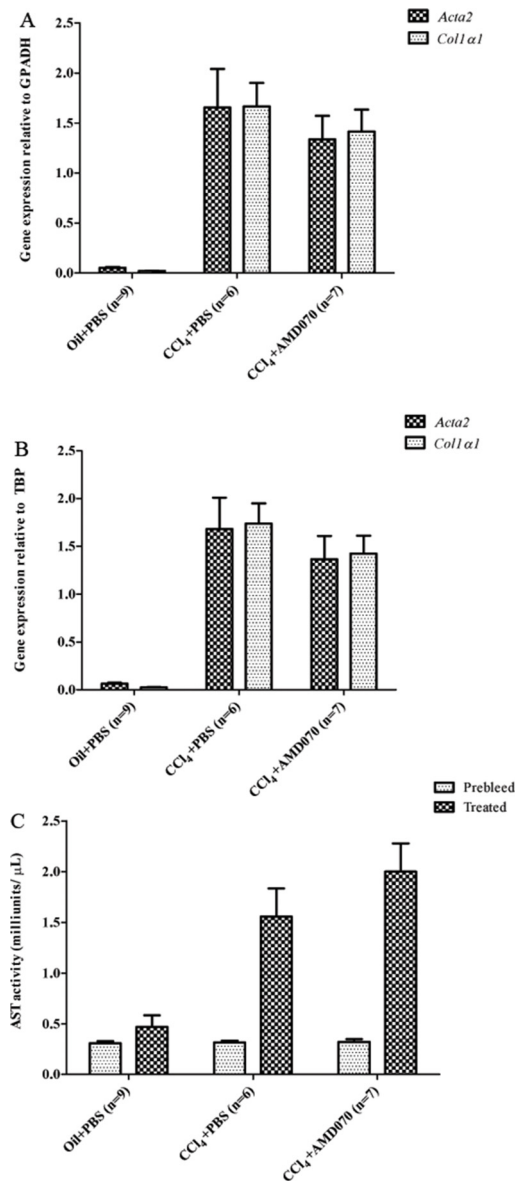 A
Acta2
Col1α1
Gene expression relative to GPADH
2.5
2.0
1.5
1.0
0.5
0.0
Oil+PBS (n=9)
CCl₄+PBS (n=6)
CCl₄+AMD070 (n=7)
Acta2
Col1α1
B
Gene expression relative to TBP
2.5
2.0
1.5
1.0
0.5
0.0
Oil+PBS (n=9)
CCl₄+PBS (n=6)
CCl₄+AMD070 (n=7)
Prebleed
Treated
C
AST activity (milliunits/ µL)
2.5
2.0
1.5
1.0
0.5
0.0
Oil+PBS (n=9)
CCl₄+PBS (n=6)
CCl₄+AMD070 (n=7)